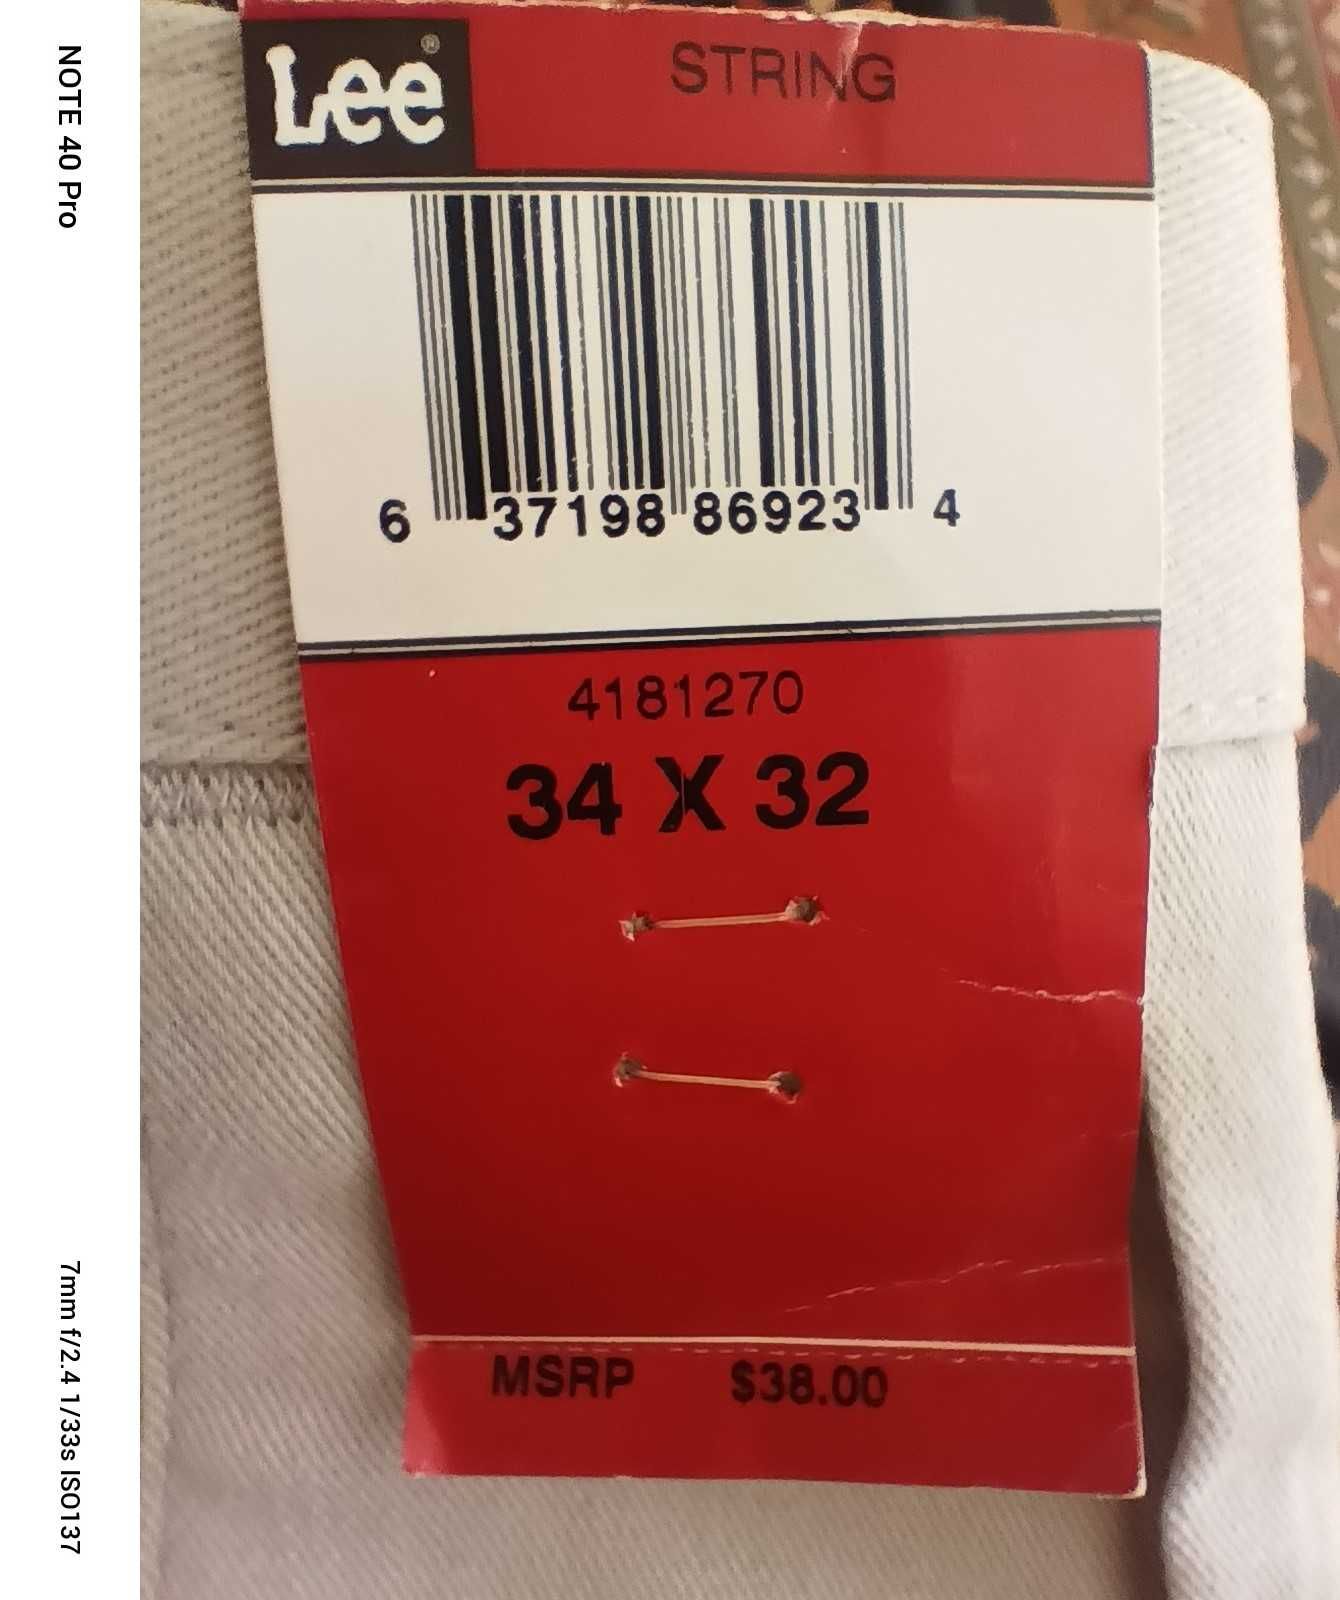 Lee®
STRING
6 37198 86923 4
4181270
34 X 32
MSRP $38.00
NOTE 40 Pro
7mm f/2.4 1/33s ISO137